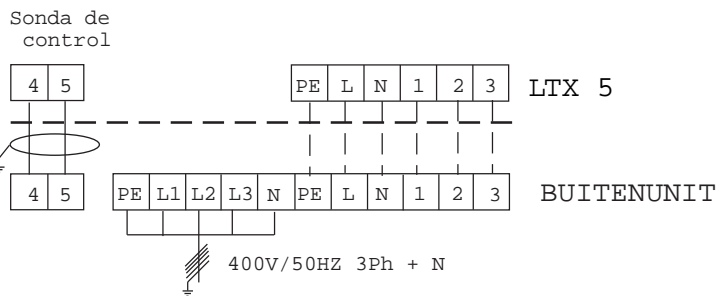 Sonda de
control
4 5
PE L N 1 2 3 LTX 5
4 5
PE L1 L2 L3 N PE L N 1 2 3 BUITENUNIT
400V/50HZ 3Ph + N